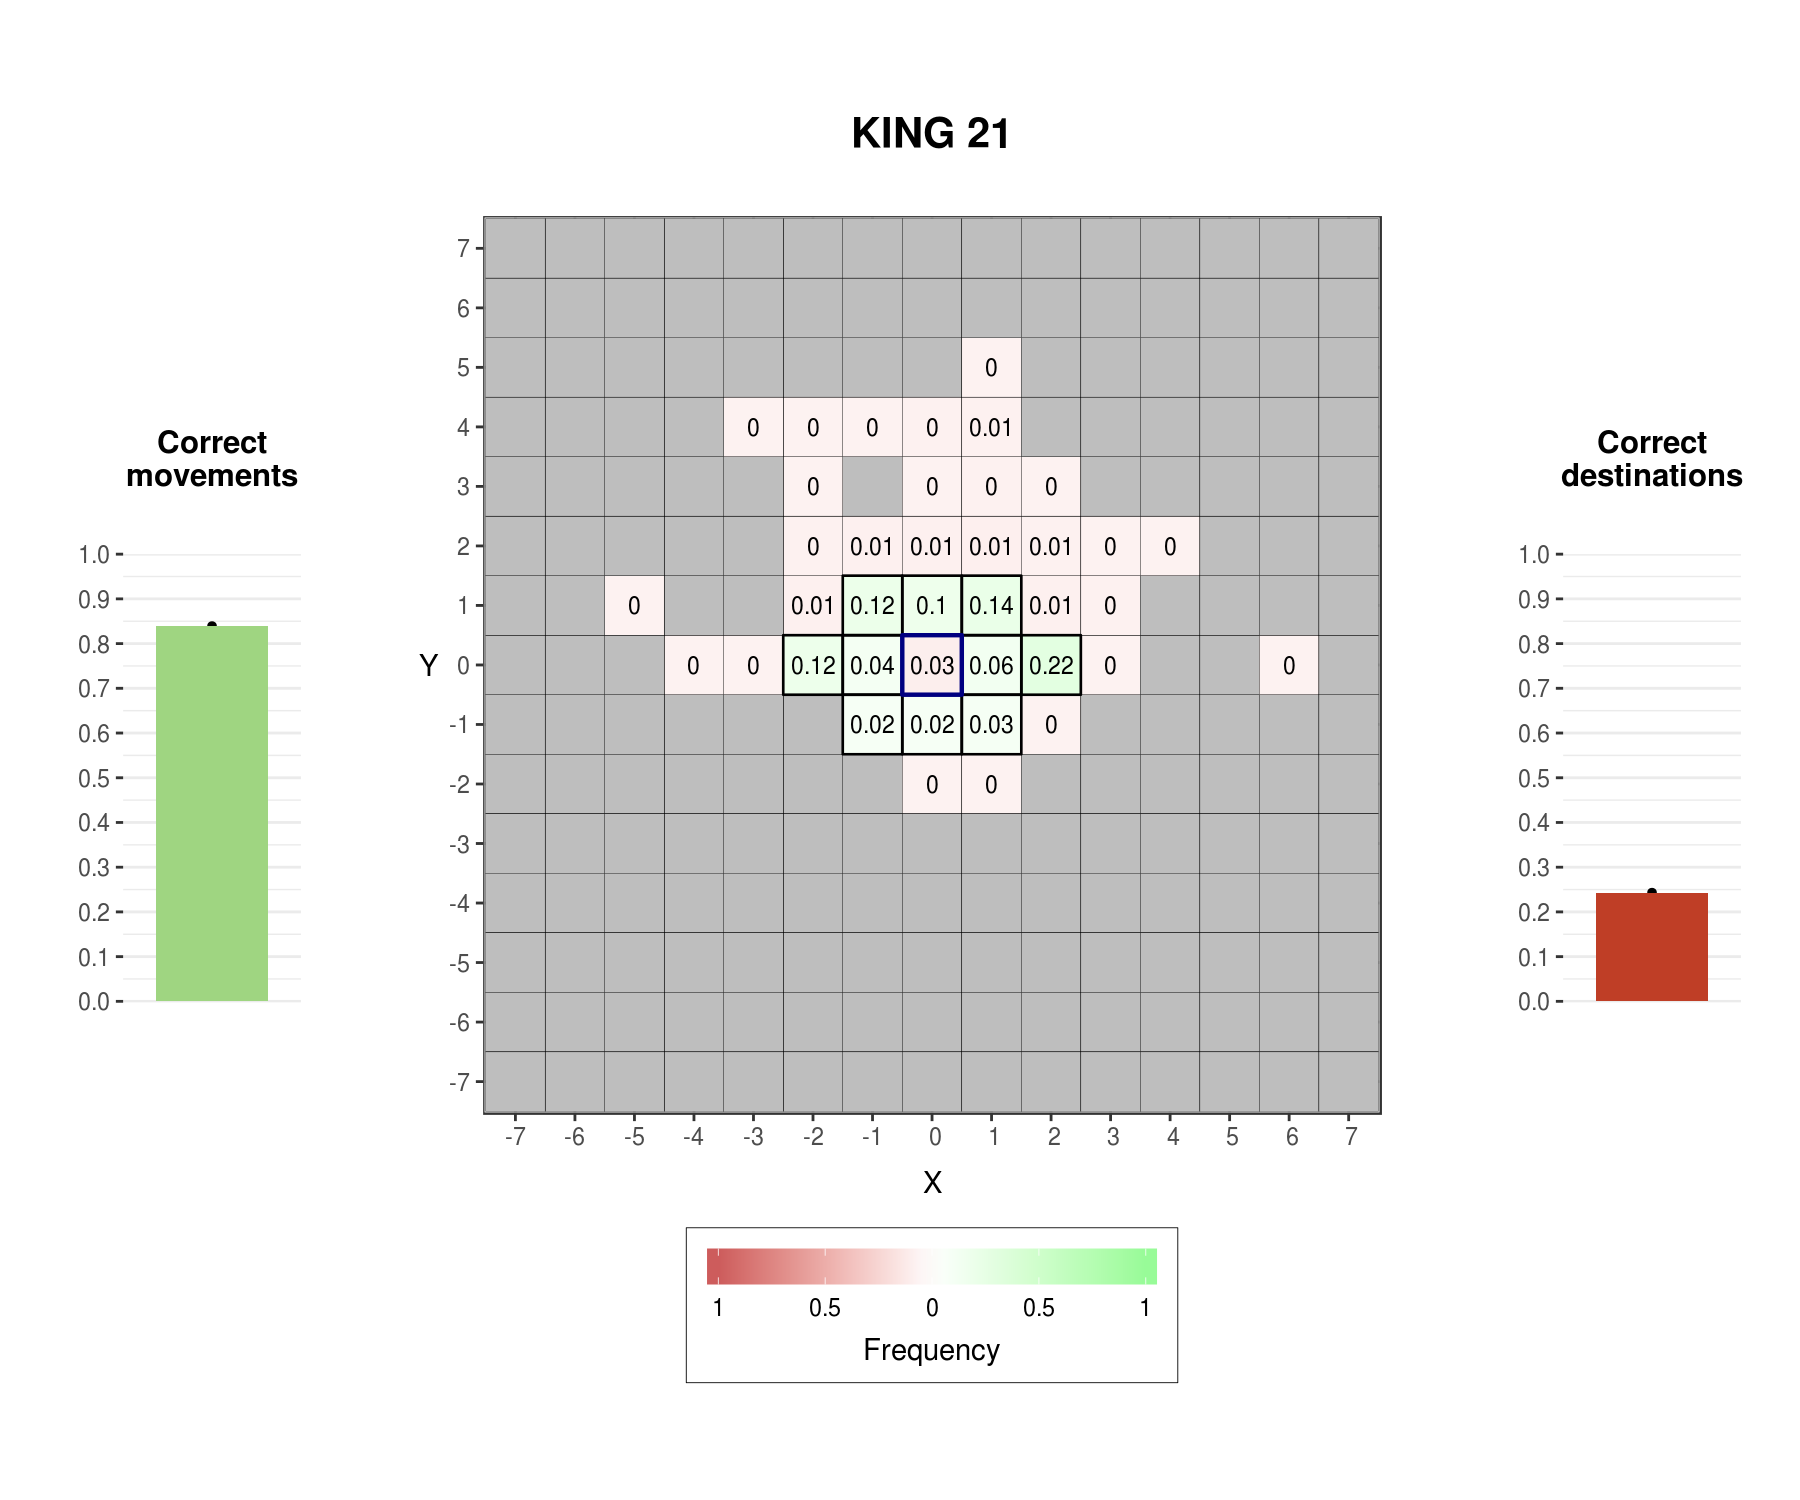 KING 21
Correct
movements
1.0
0.9
0.8
0.7
0.6
0.5
0.4
0.3
0.2
0.1
0.0
Y
7
6
5 0
4 0 0 0 0 0.01
3 0 0 0 0
2 0 0.01 0.01 0.01 0.01 0 0
1 0 0.01 0.12 0.1 0.14 0.01 0
0 0 0 0.12 0.04 0.03 0.06 0.22 0 0
-1 0.02 0.02 0.03 0
-2 0 0
-3
-4
-5
-6
-7
-7 -6 -5 -4 -3 -2 -1 0 1 2 3 4 5 6 7
X
1 0.5 0 0.5 1
Frequency
Correct
destinations
1.0
0.9
0.8
0.7
0.6
0.5
0.4
0.3
0.2
0.1
0.0